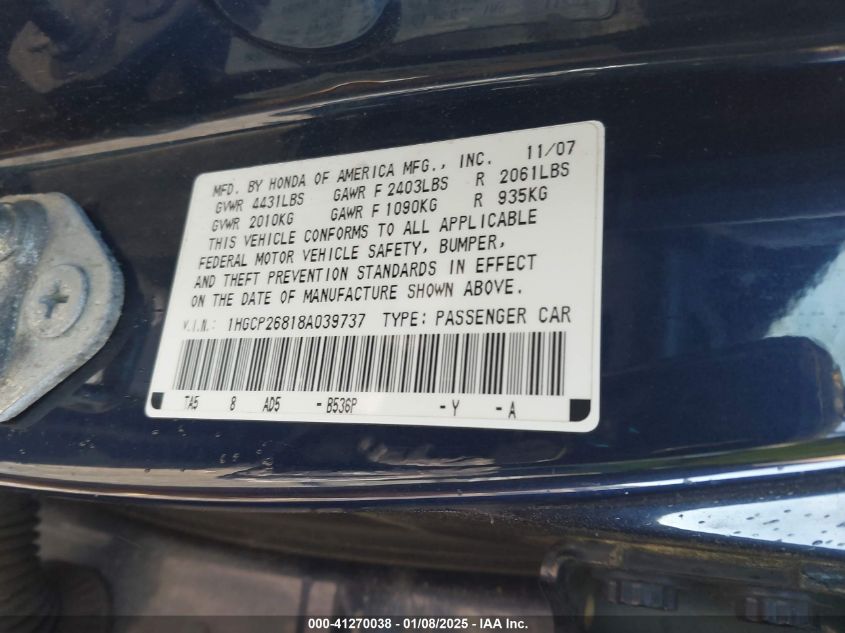 MFD. BY HONDA OF AMERICA MFG., INC. 11/07
GVWR 4431LBS GAWR F 2403LBS R 2061LBS
GVWR 2010KG GAWR F 1090KG R 935KG
THIS VEHICLE CONFORMS TO ALL APPLICABLE
FEDERAL MOTOR VEHICLE SAFETY, BUMPER,
AND THEFT PREVENTION STANDARDS IN EFFECT
ON THE DATE OF MANUFACTURE SHOWN ABOVE.
V.I.N.: 1HGCP26818A039737 TYPE: PASSENGER CAR
TA5 8 AD5 -B536P -Y -A
000-41270038 - 01/08/2025 - IAA Inc.